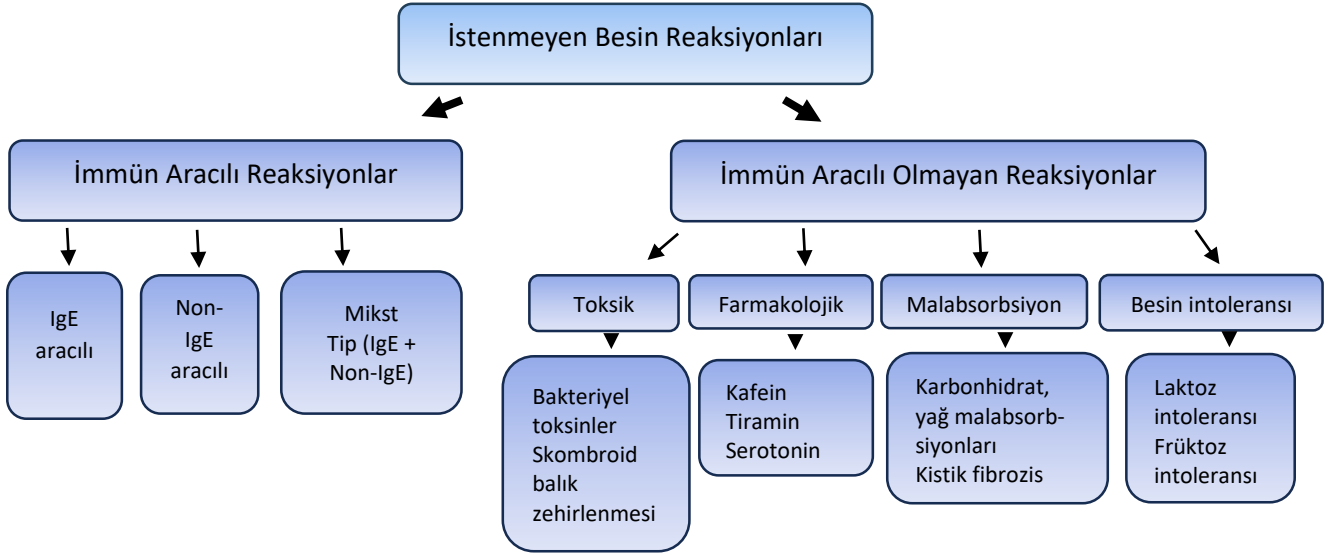 İstenmeyen Besin Reaksiyonları
İmmün Aracılı Reaksiyonlar
İmmün Aracılı Olmayan Reaksiyonlar
IgE
aracılı
Non-
IgE
aracılı
Mikst
Tip (IgE +
Non-IgE)
Toksik
Farmakolojik
Malabsorbsiyon
Besin intoleransı
Bakteriyel
toksinler
Skombroid
balık
zehirlenmesi
Kafein
Tiramin
Serotonin
Karbonhidrat,
yağ malabsorb-
siyonları
Kistik fibrozis
Laktoz
intoleransı
Früktoz
intoleransı